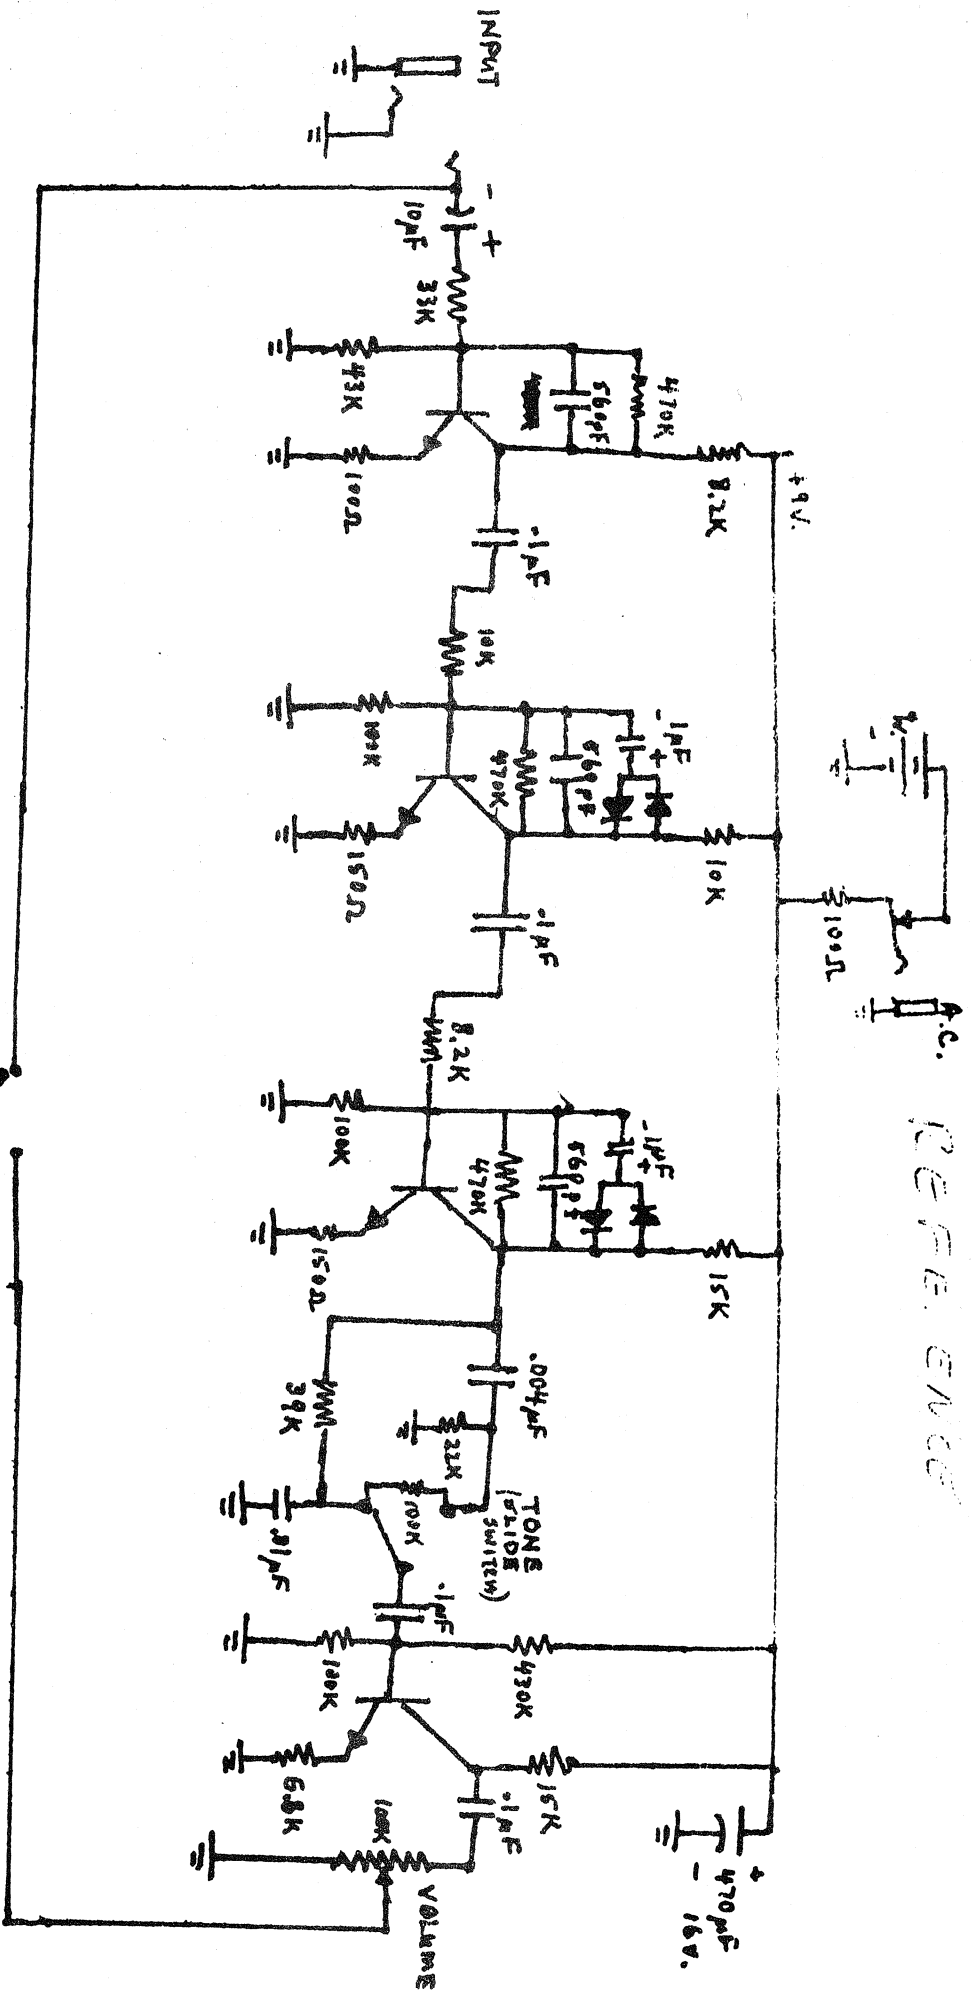 INPUT
-
10µF
+
33K
43K
100Ω
560pF
470K
8.2K
+9V.
.1µF
10K
100K
150Ω
470K
560pF
-
.1µF
+
10K
9V.
-
100Ω
A.C.
REFERENCE
.1µF
8.2K
100K
150Ω
470K
560pF
-
.1µF
+
15K
.004µF
22K
39K
.01µF
100K
TONE
(SLIDE
SWITCH)
.1µF
100K
430K
6.8K
15K
.1µF
100K
VOLUME
+
470µF
-
16V.